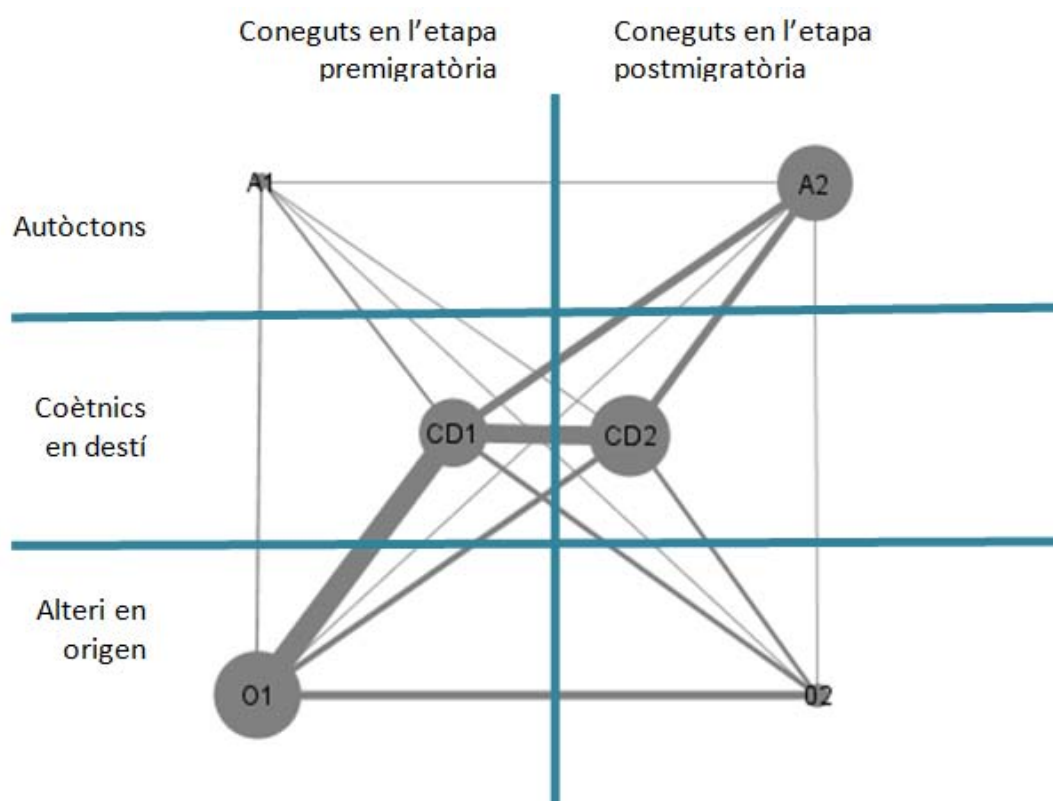 Coneguts en l’etapa
premigratòria
Coneguts en l’etapa
postmigratòria
A1
A2
Autòctons
Coètnics
en destí
CD1
CD2
Alteri en
origen
O1
02